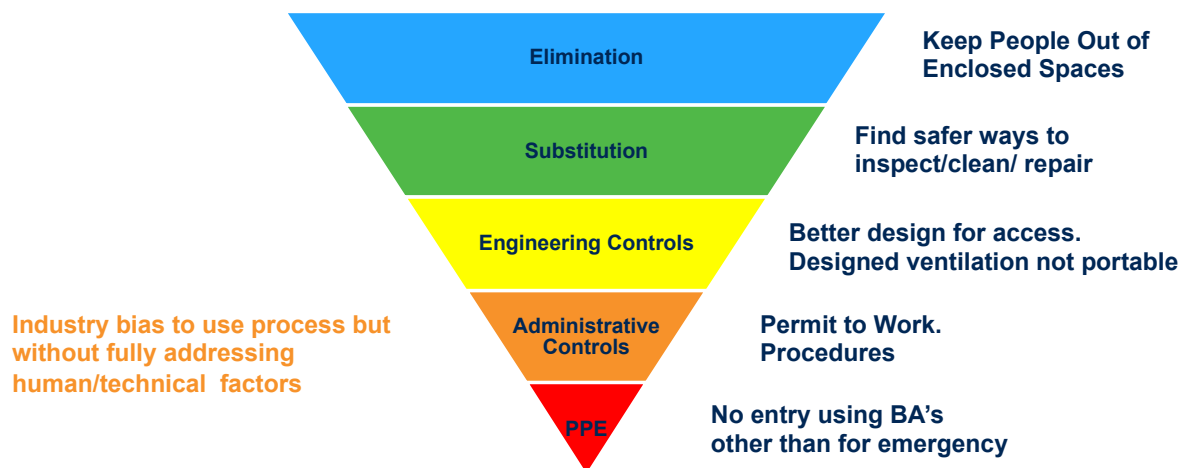 Elimination
Keep People Out of
Enclosed Spaces
Substitution
Find safer ways to
inspect/clean/ repair
Engineering Controls
Better design for access.
Designed ventilation not portable
Industry bias to use process but
without fully addressing
human/technical factors
Administrative
Controls
Permit to Work.
Procedures
PPE
No entry using BA’s
other than for emergency